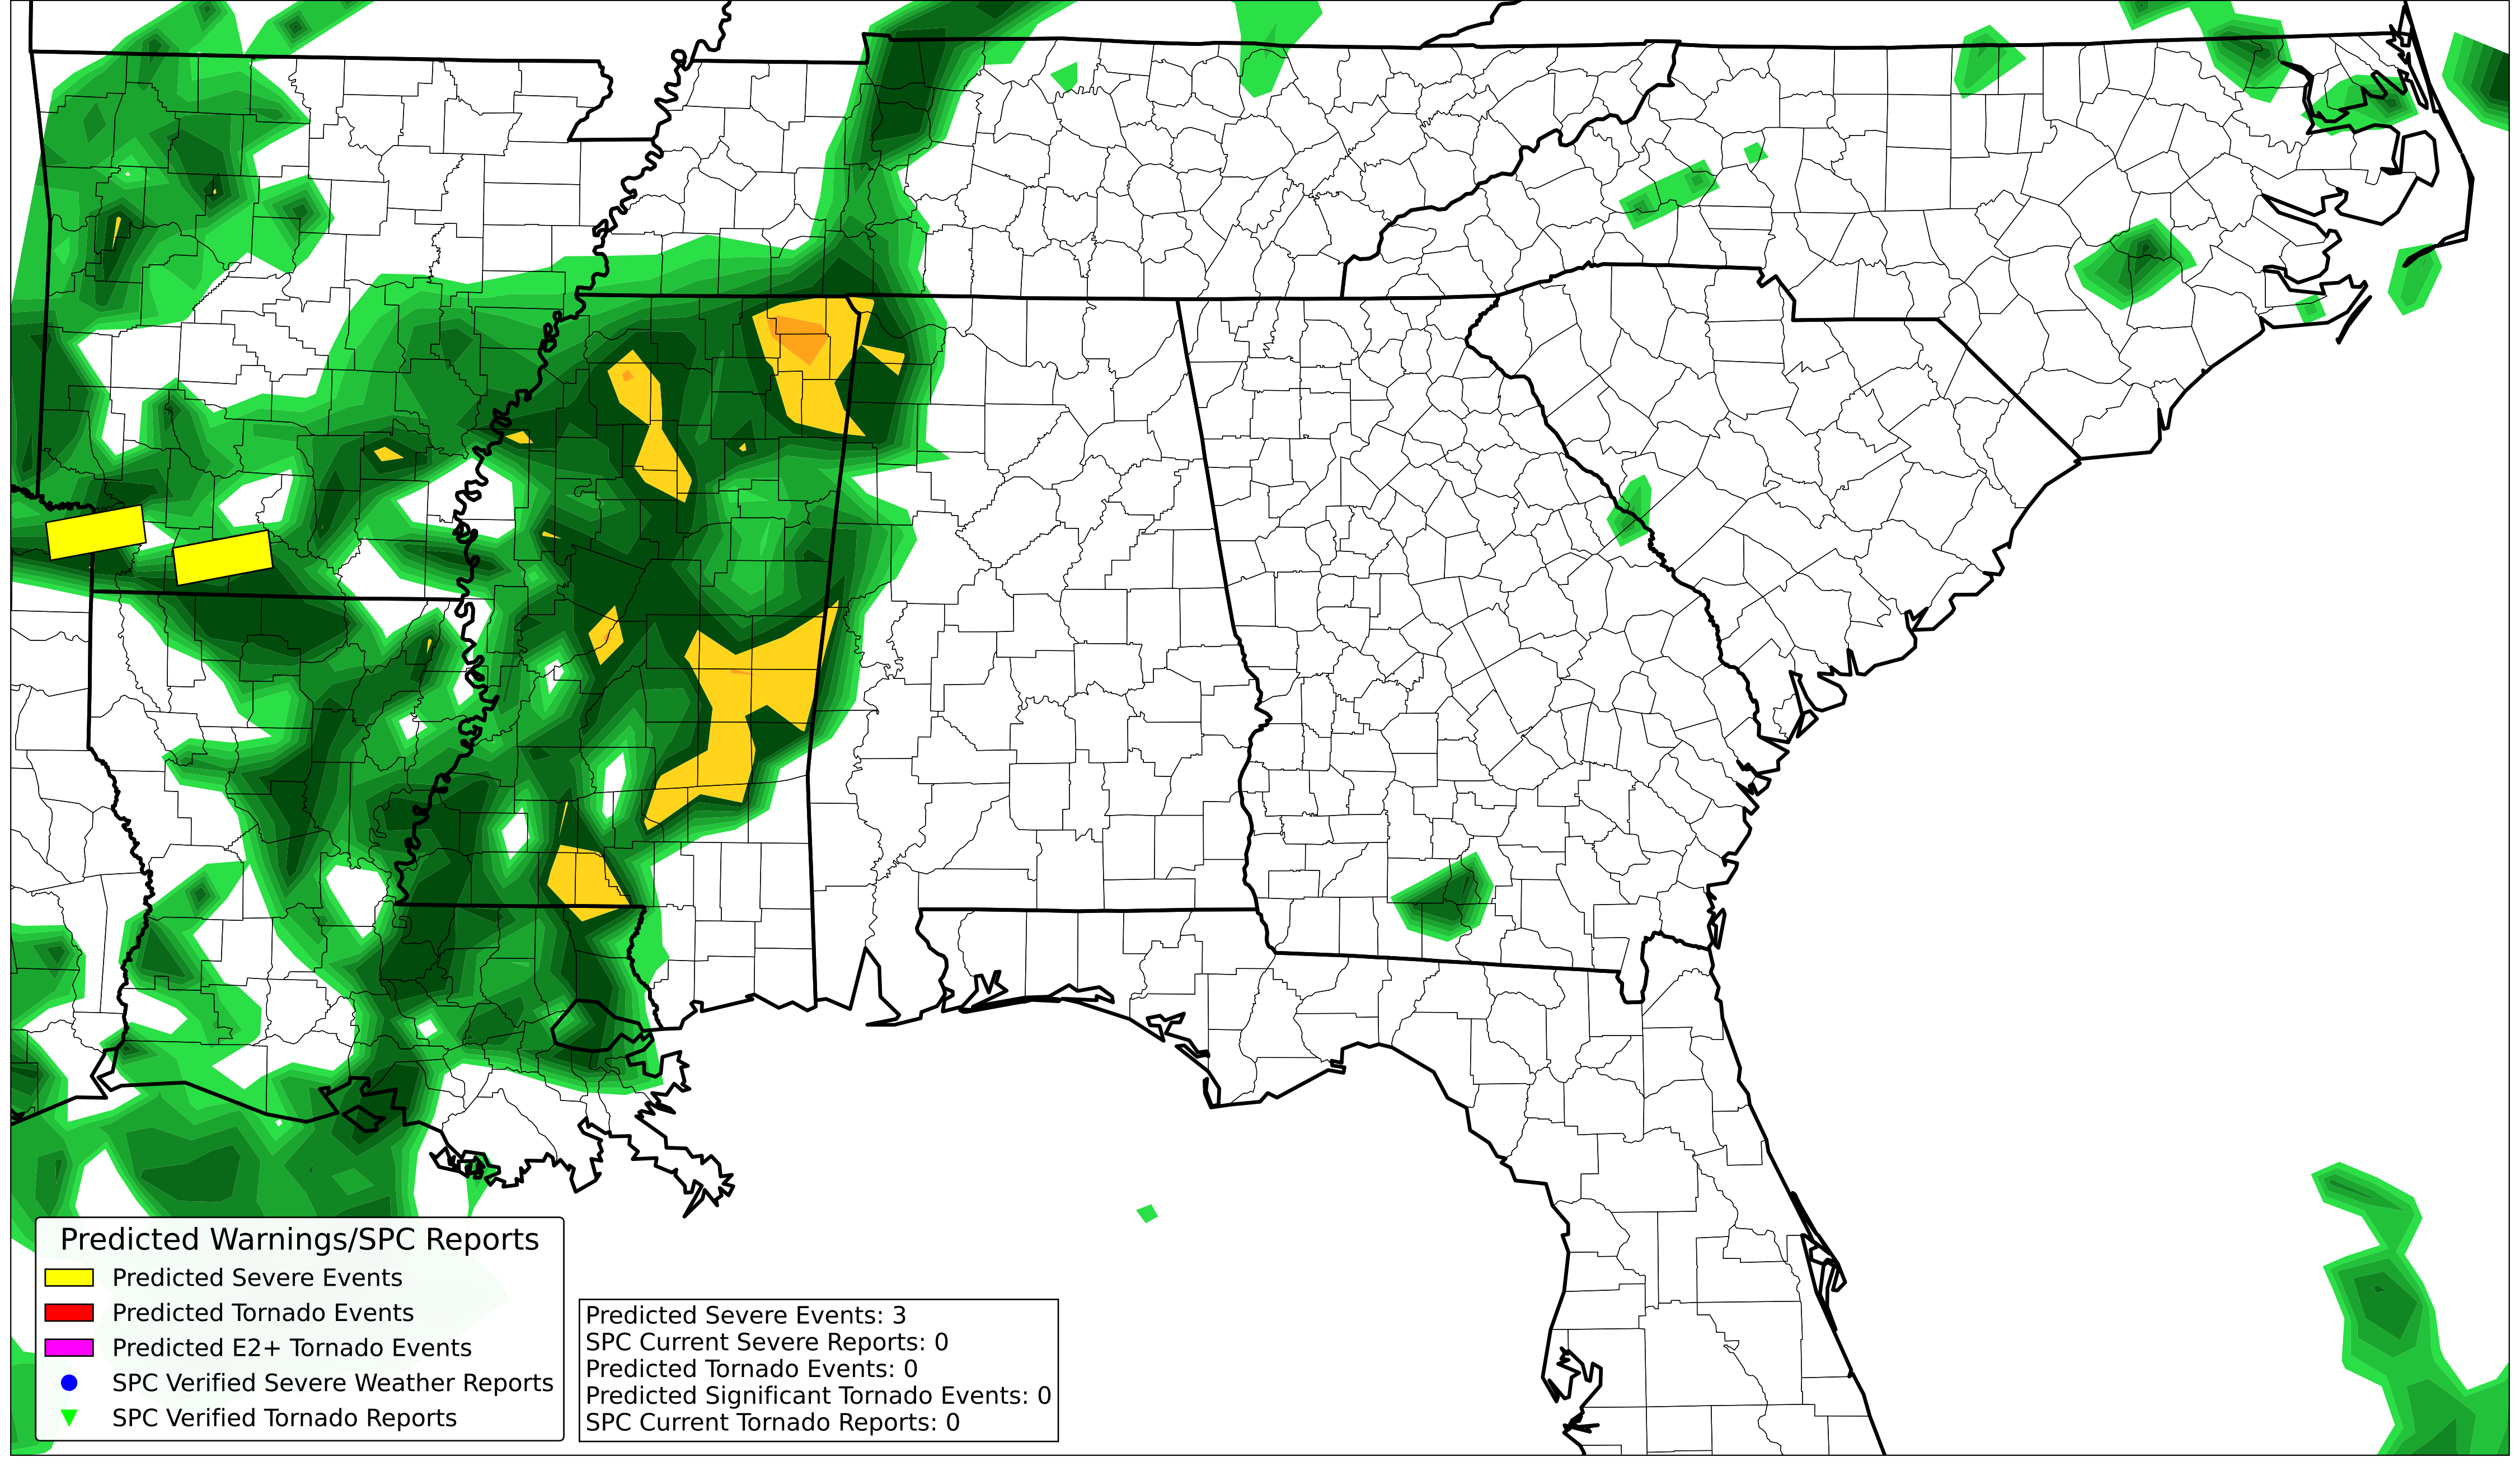 Predicted Warnings/SPC Reports
Predicted Severe Events
Predicted Tornado Events
Predicted E2+ Tornado Events
SPC Verified Severe Weather Reports
SPC Verified Tornado Reports
Predicted Severe Events: 3
SPC Current Severe Reports: 0
Predicted Tornado Events: 0
Predicted Significant Tornado Events: 0
SPC Current Tornado Reports: 0